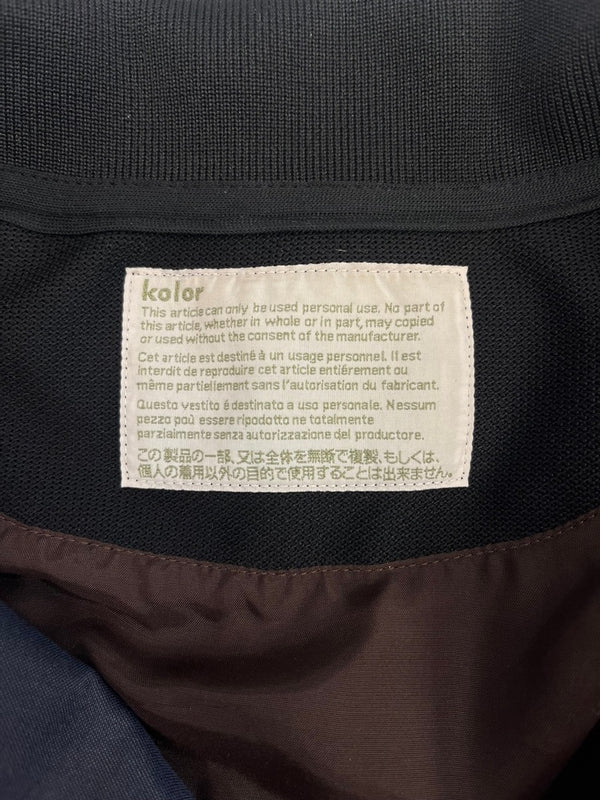 kolor
This article can only be used personal use. No part of
this article, whether in whole or in part, may copied
or used without the consent of the manufacturer.
Cet article est destiné à un usage personnel. Il est
interdit de reproduire cet article entiérement ou
même partiellement sans l'autorisation du fabricant.
Questo vestito é destinato a uso personale. Nessum
pezzo può essere ripodotto ne totalmente
parzialmente senza autorizzazione del productore.
この製品の一部、又は全体を無断で複製、もしくは、
個人の着用以外の目的で使用することは出来ません。